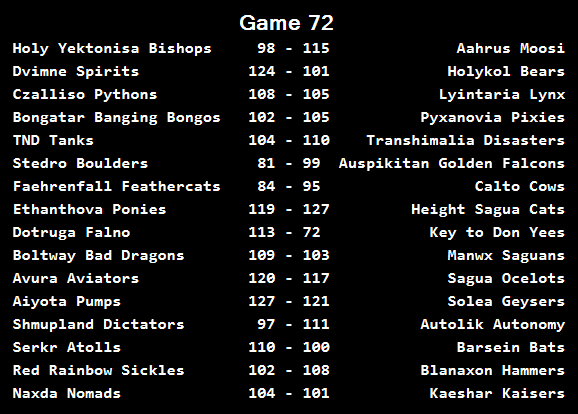 Game 72
Holy Yektonisa Bishops 98 - 115 Aahrus Moosi
Dvimne Spirits 124 - 101 Holykol Bears
Czalliso Pythons 108 - 105 Lyintaria Lynx
Bongatar Banging Bongos 102 - 105 Pyxanovia Pixies
TND Tanks 104 - 110 Transhimalia Disasters
Stedro Boulders 81 - 99 Auspikitan Golden Falcons
Faehrenfall Feathercats 84 - 95 Calto Cows
Ethanthova Ponies 119 - 127 Height Sagua Cats
Dotruga Falno 113 - 72 Key to Don Yees
Boltway Bad Dragons 109 - 103 Manwx Saguans
Avura Aviators 120 - 117 Sagua Ocelots
Aiyota Pumps 127 - 121 Solea Geysers
Shmupland Dictators 97 - 111 Autolik Autonomy
Serkr Atolls 110 - 100 Barsein Bats
Red Rainbow Sickles 102 - 108 Blanaxon Hammers
Naxda Nomads 104 - 101 Kaeshar Kaisers